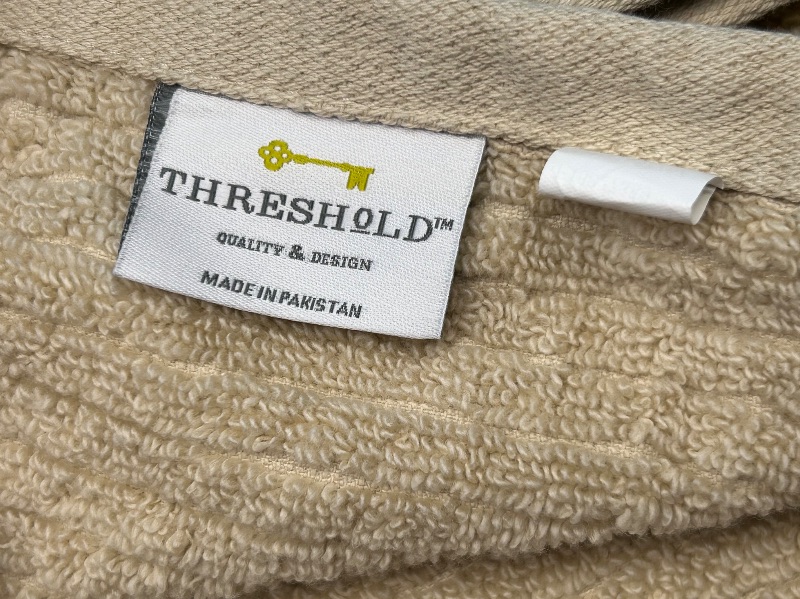 THRESHOLD™
QUALITY & DESIGN
MADE IN PAKISTAN